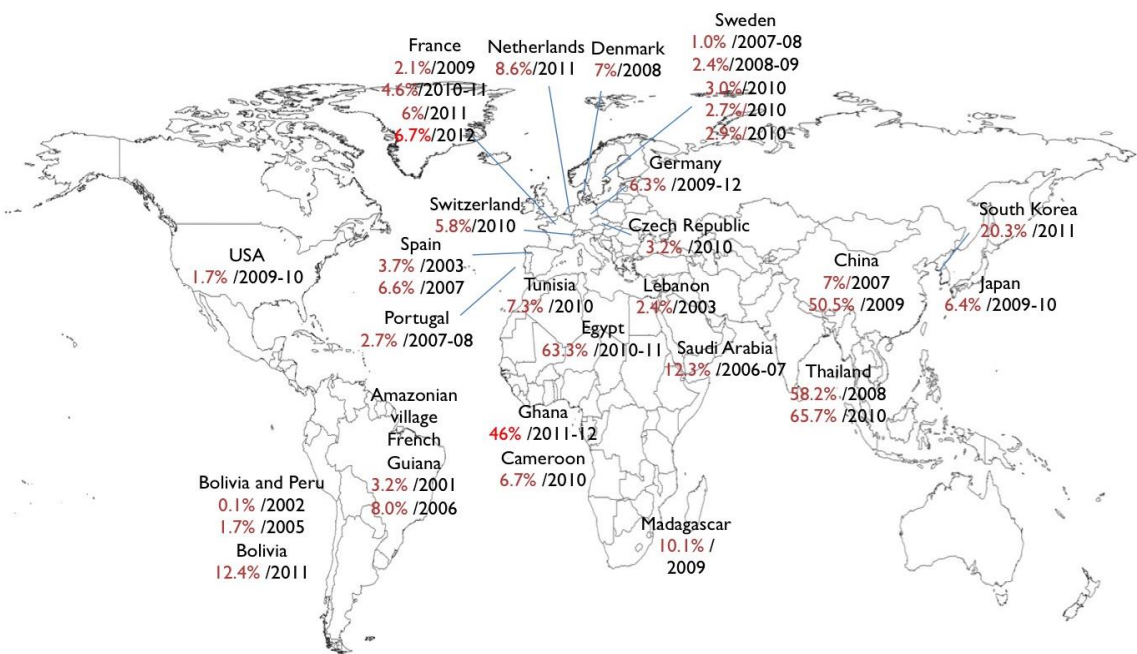 Sweden
1.0% /2007-08
2.4%/2008-09
3.0%/2010
2.7%/2010
2.9%/2010
France
2.1%/2009
4.6%/2010-11
6%/2011
6.7%/2012
Netherlands
8.6%/2011
Denmark
7%/2008
Germany
6.3% /2009-12
Switzerland
5.8%/2010
Czech Republic
3.2% /2010
South Korea
20.3% /2011
Spain
3.7% /2003
6.6% /2007
USA
1.7% /2009-10
China
7%/2007
50.5% /2009
Japan
6.4% /2009-10
Tunisia
7.3% /2010
Lebanon
2.4%/2003
Portugal
2.7% /2007-08
Egypt
63.3% /2010-11
Saudi Arabia
12.3% /2006-07
Thailand
58.2% /2008
65.7% /2010
Amazonian
village
French
Guiana
3.2% /2001
8.0% /2006
Ghana
46% /2011-12
Cameroon
6.7% /2010
Bolivia and Peru
0.1% /2002
1.7% /2005
Bolivia
12.4% /2011
Madagascar
10.1% /
2009